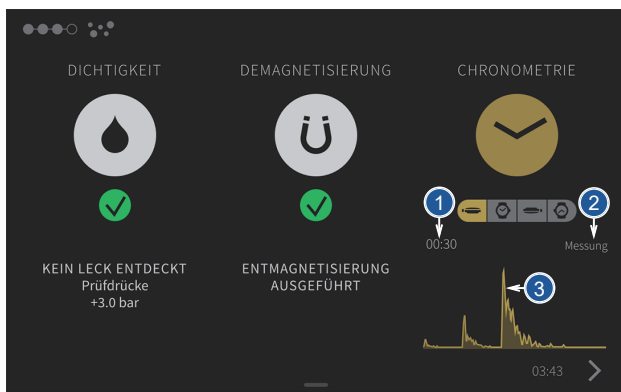 DICHTIGKEIT
DEMAGNETISIERUNG
CHRONOMETRIE
1
2
00:30
Messung
KEIN LECK ENTDECKT
Prüfdrücke
+3.0 bar
ENTMAGNETISIERUNG
AUSGEFÜHRT
3
03:43